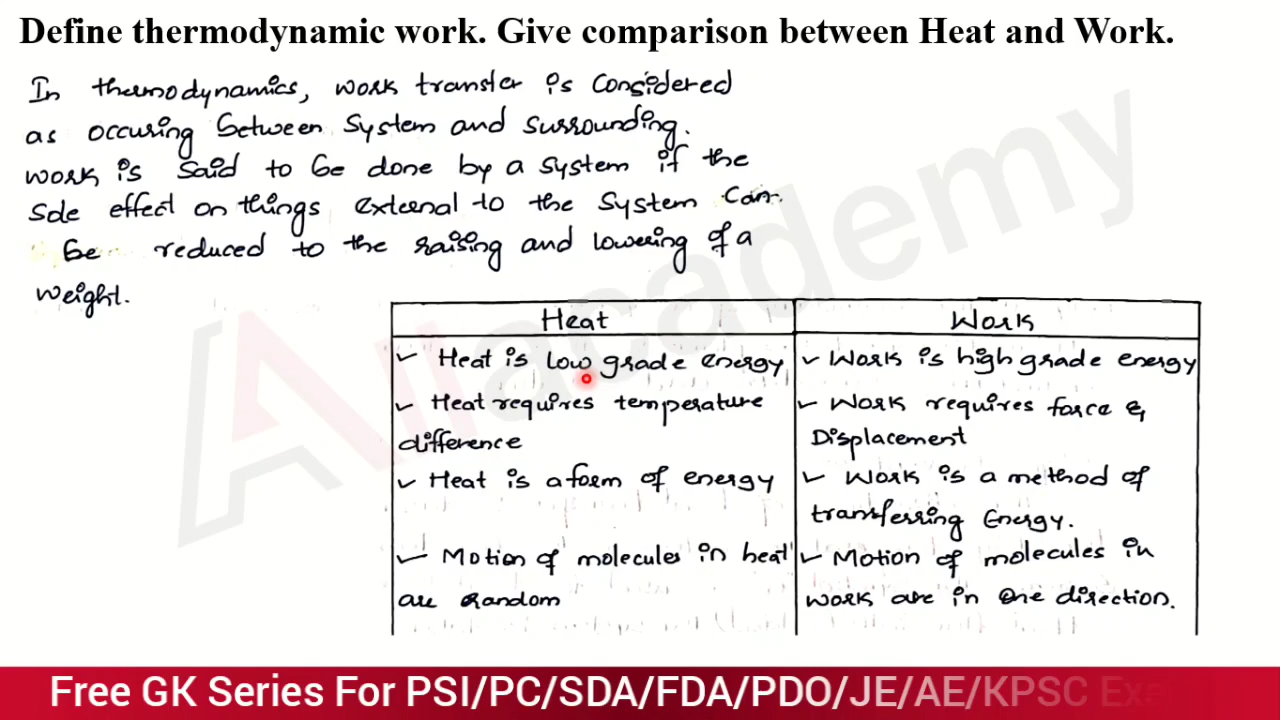 Define thermodynamic work. Give comparison between Heat and Work.
In thermodynamics, work transfer is considered
as occuring between system and surrounding.
work is said to be done by a system if the
sole effect on things external to the system can
be reduced to the raising and lowering of a
weight.
Heat
Work
✓ Heat is low grade energy
✓ Work is high grade energy
✓ Heat requires temperature
difference
✓ Work requires force &
Displacement
✓ Heat is a form of energy
✓ Work is a method of
transferring Energy.
✓ Motion of molecules in heat
are random
✓ Motion of molecules in
work are in one direction.
A11academy
Free GK Series For PSI/PC/SDA/FDA/PDO/JE/AE/KPSC Exa